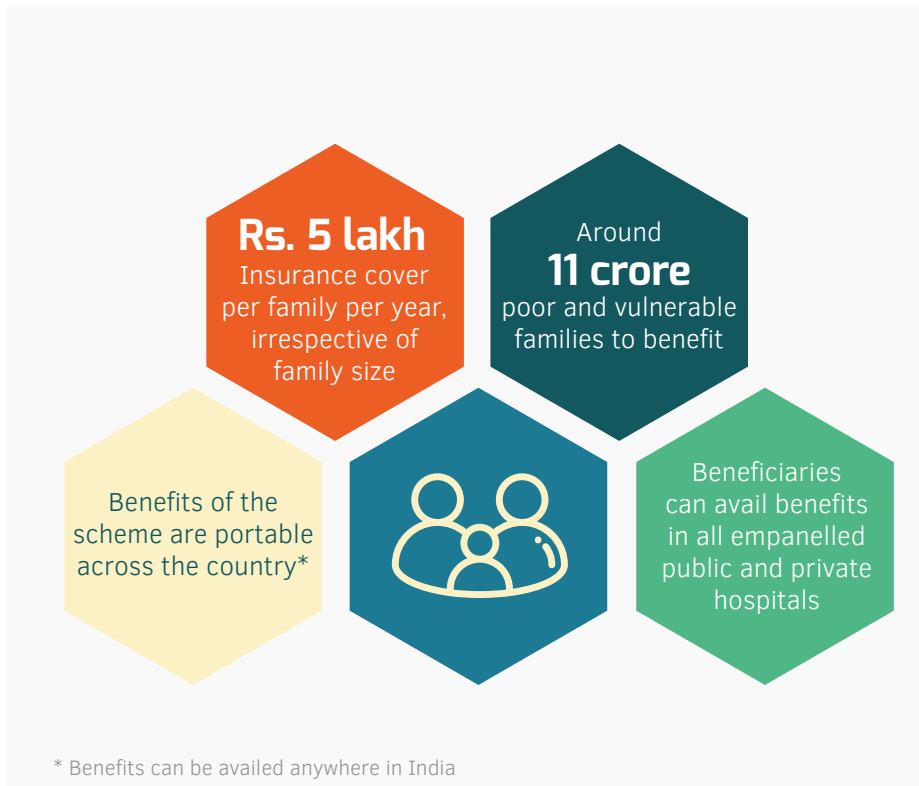 Rs. 5 lakh
Insurance cover
per family per year,
irrespective of
family size
Around
11 crore
poor and vulnerable
families to benefit
Benefits of the
scheme are portable
across the country*
Beneficiaries
can avail benefits
in all empanelled
public and private
hospitals
* Benefits can be availed anywhere in India